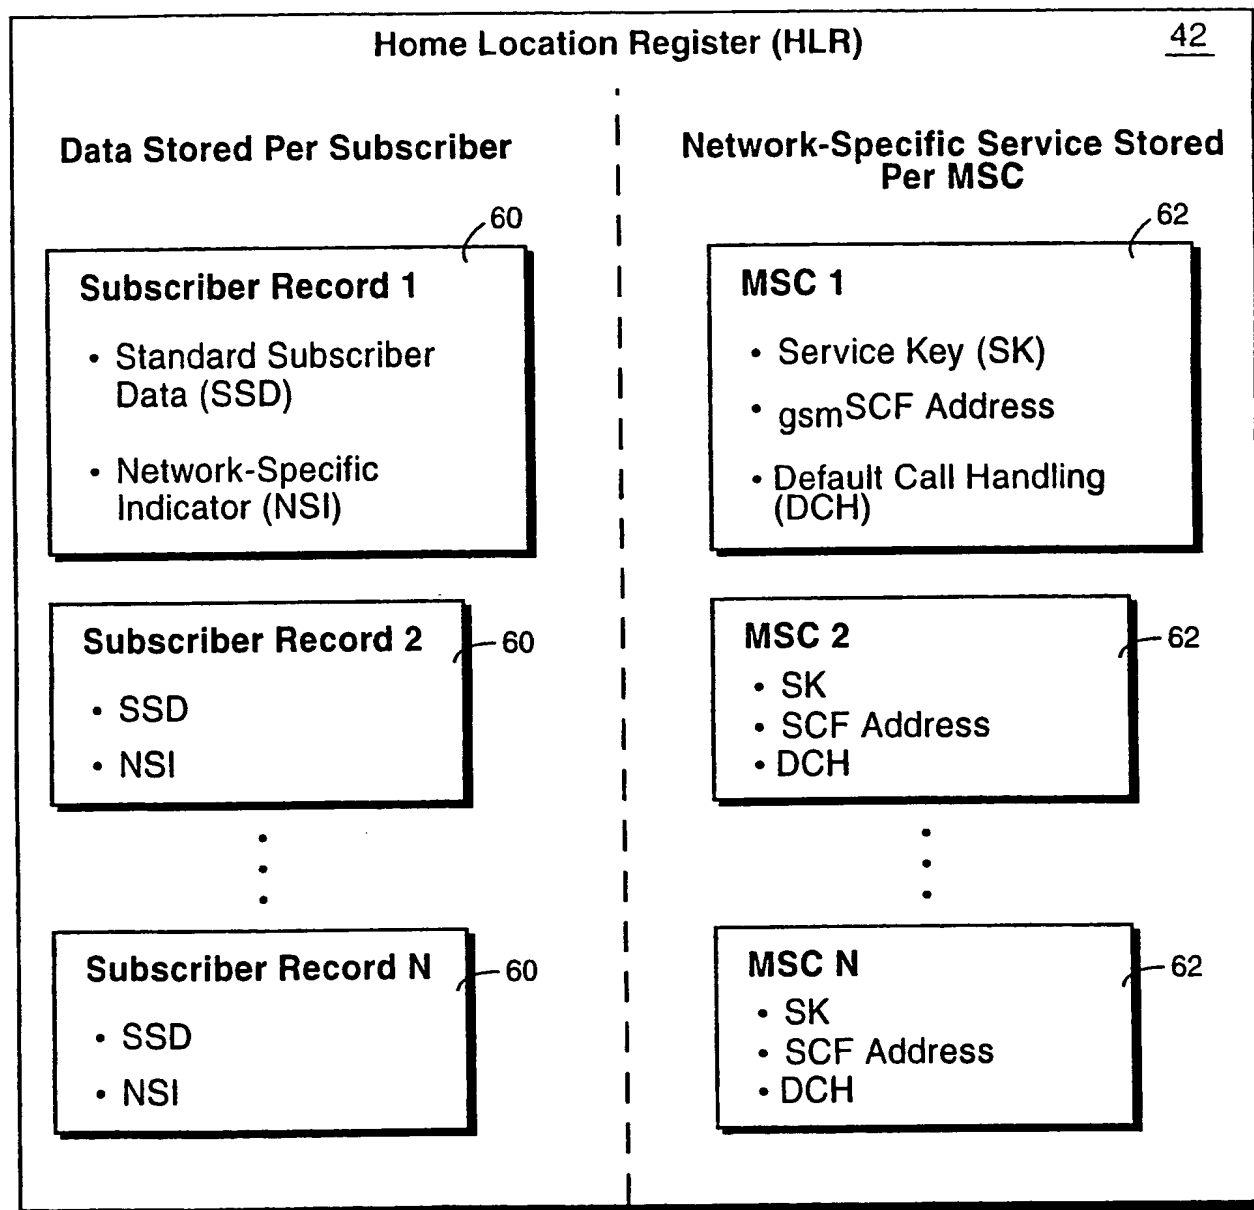 Home Location Register (HLR)
42
Data Stored Per Subscriber
60
Subscriber Record 1
• Standard Subscriber
Data (SSD)
• Network-Specific
Indicator (NSI)
Subscriber Record 2
60
• SSD
• NSI
Subscriber Record N
60
• SSD
• NSI
Network-Specific Service Stored
Per MSC
62
MSC 1
• Service Key (SK)
• gsmSCF Address
• Default Call Handling
(DCH)
MSC 2
62
• SK
• SCF Address
• DCH
MSC N
62
• SK
• SCF Address
• DCH